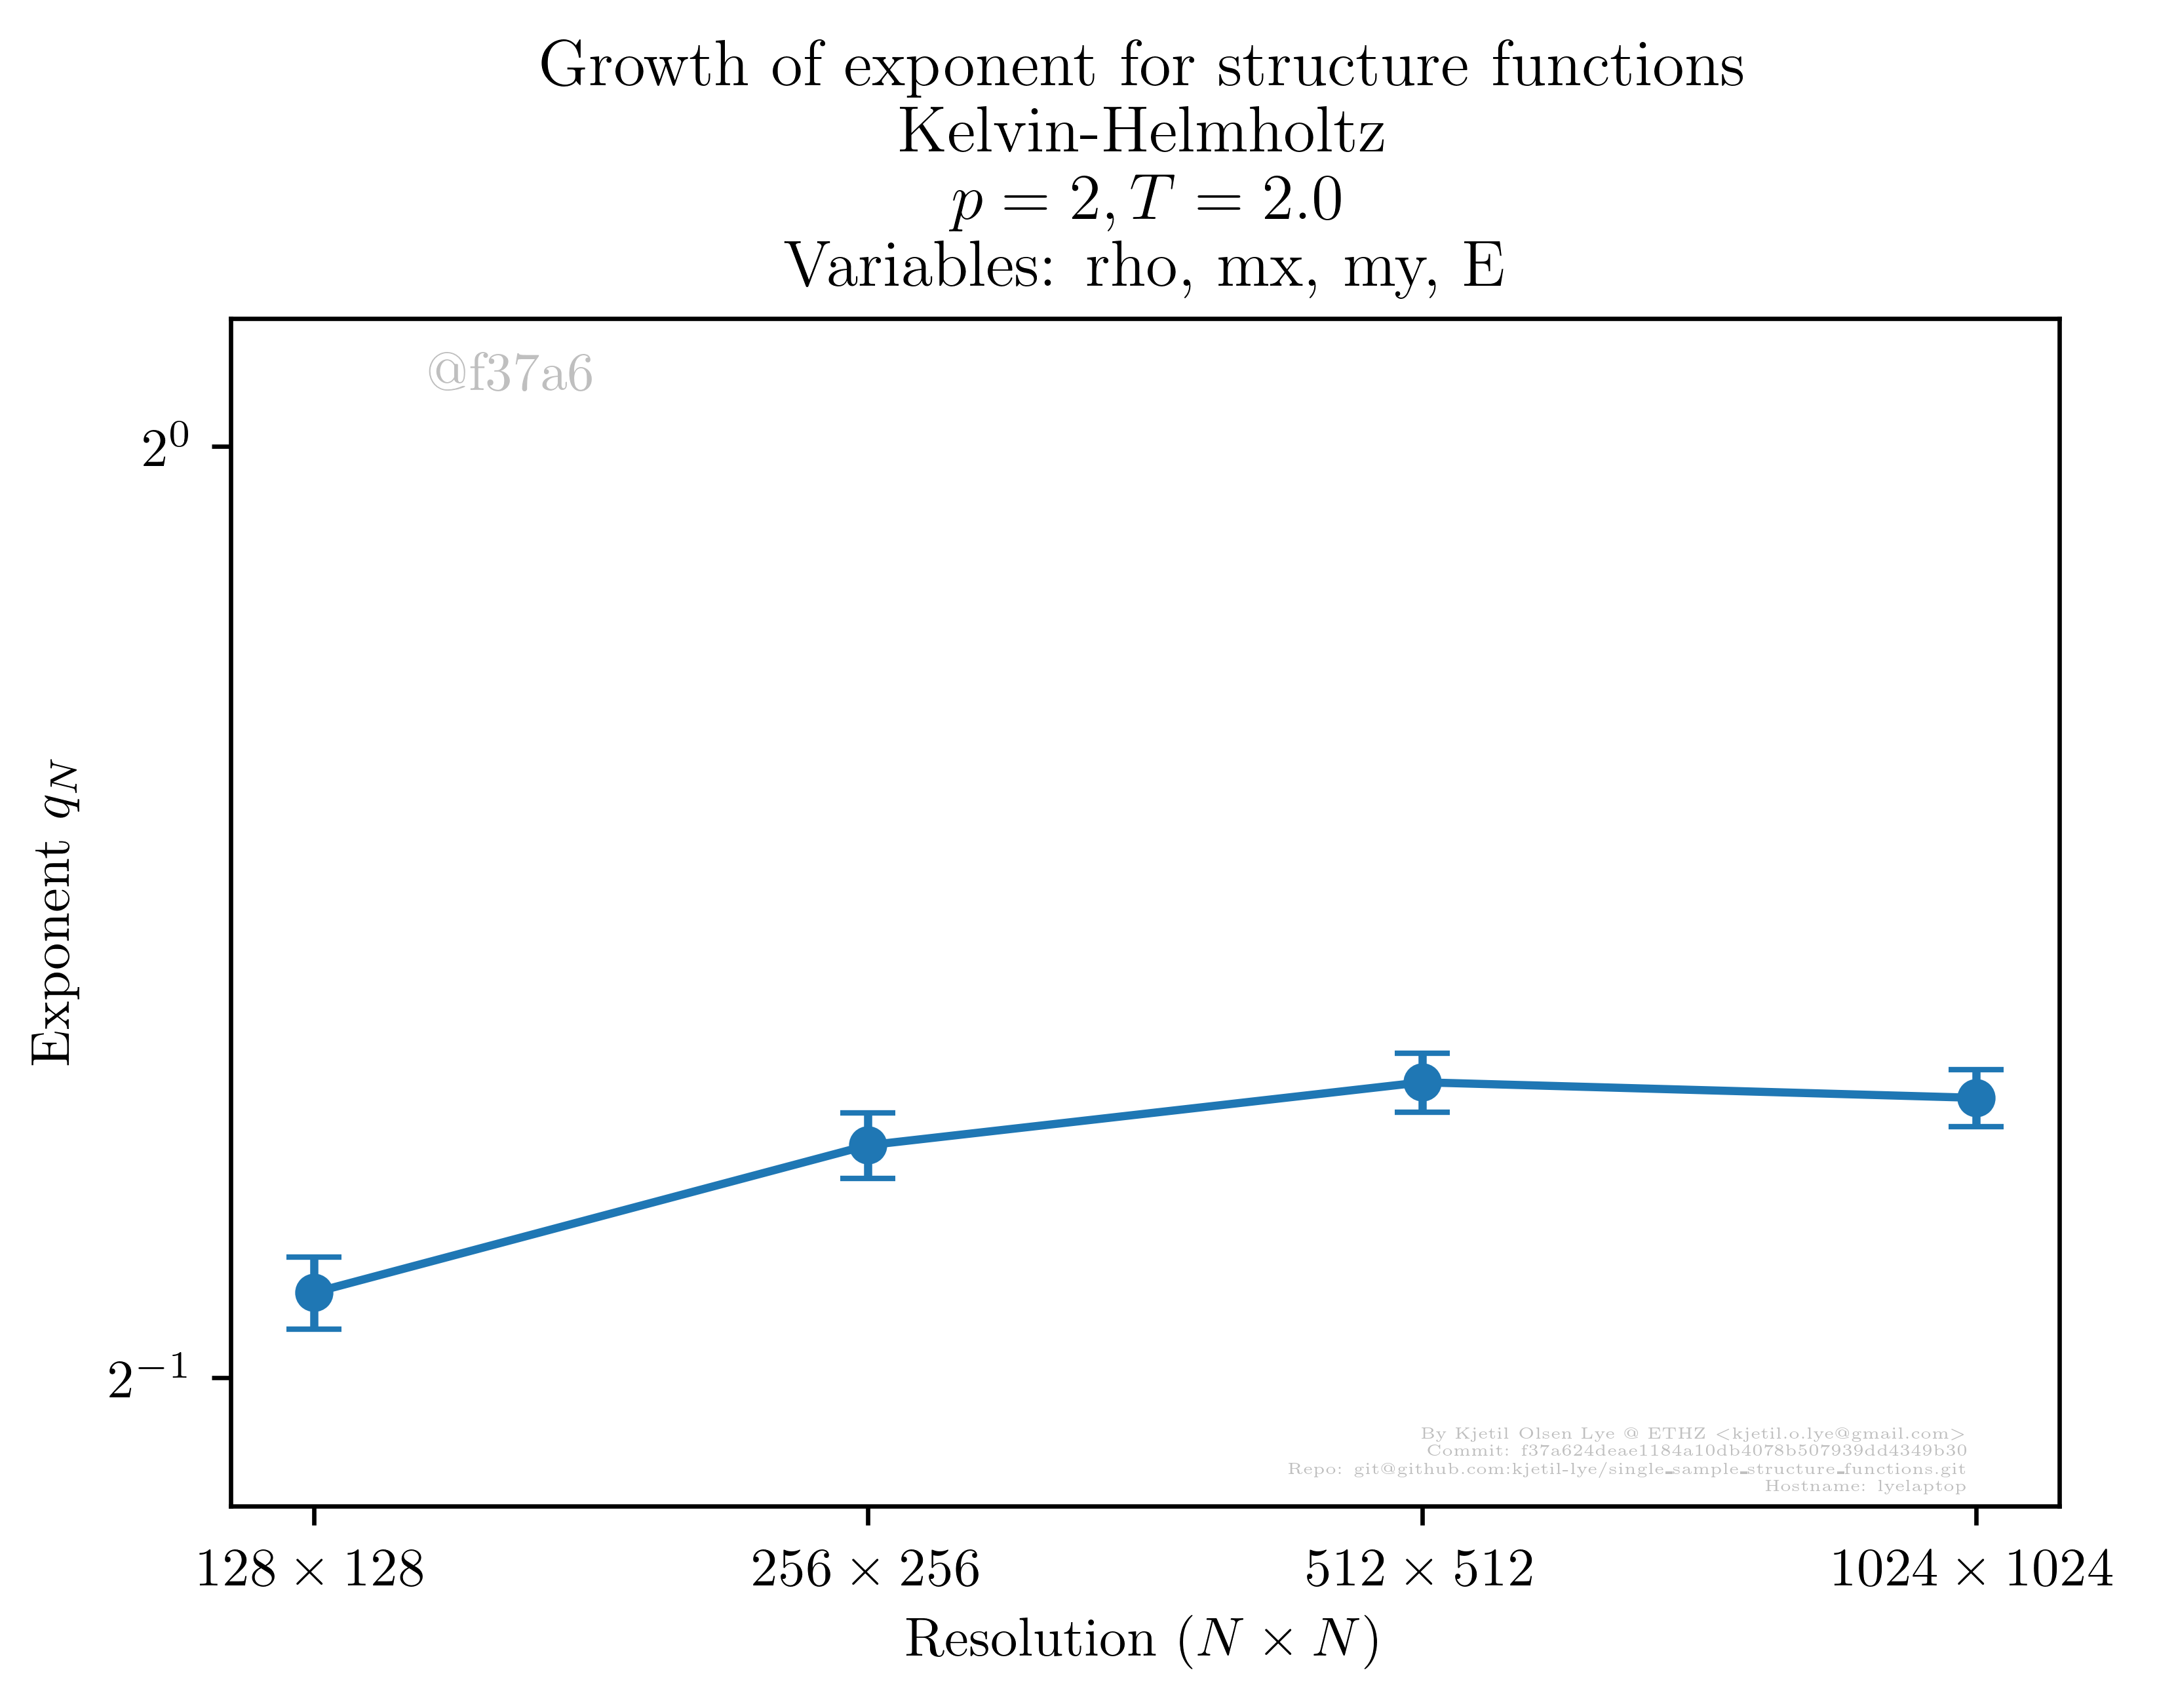 Growth of exponent for structure functions
Kelvin-Helmholtz
p = 2, T = 2.0
Variables: rho, mx, my, E
@f37a6
2⁰
Exponent q_N
2⁻¹
By Kjetil Olsen Lye @ ETHZ <kjetil.o.lye@gmail.com>
Commit: f37a624deae1184a10db4078b507939dd4349b30
Repo: git@github.com:kjetil-lye/single_sample_structure_functions.git
Hostname: lyelaptop
128 × 128 256 × 256 512 × 512 1024 × 1024
Resolution (N × N)